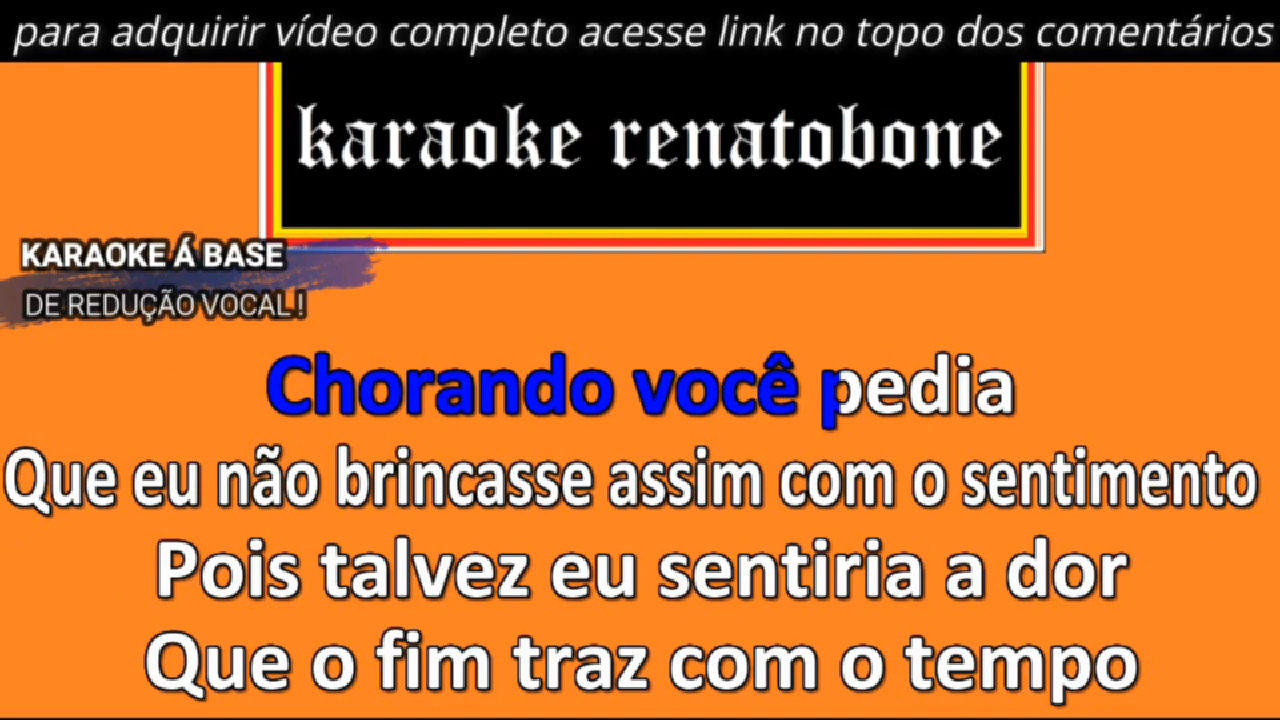 para adquirir vídeo completo acesse link no topo dos comentários
karaoke renatobone
KARAOKE Á BASE
DE REDUÇÃO VOCAL !
Chorando você pedia
Que eu não brincasse assim com o sentimento
Pois talvez eu sentiria a dor
Que o fim traz com o tempo